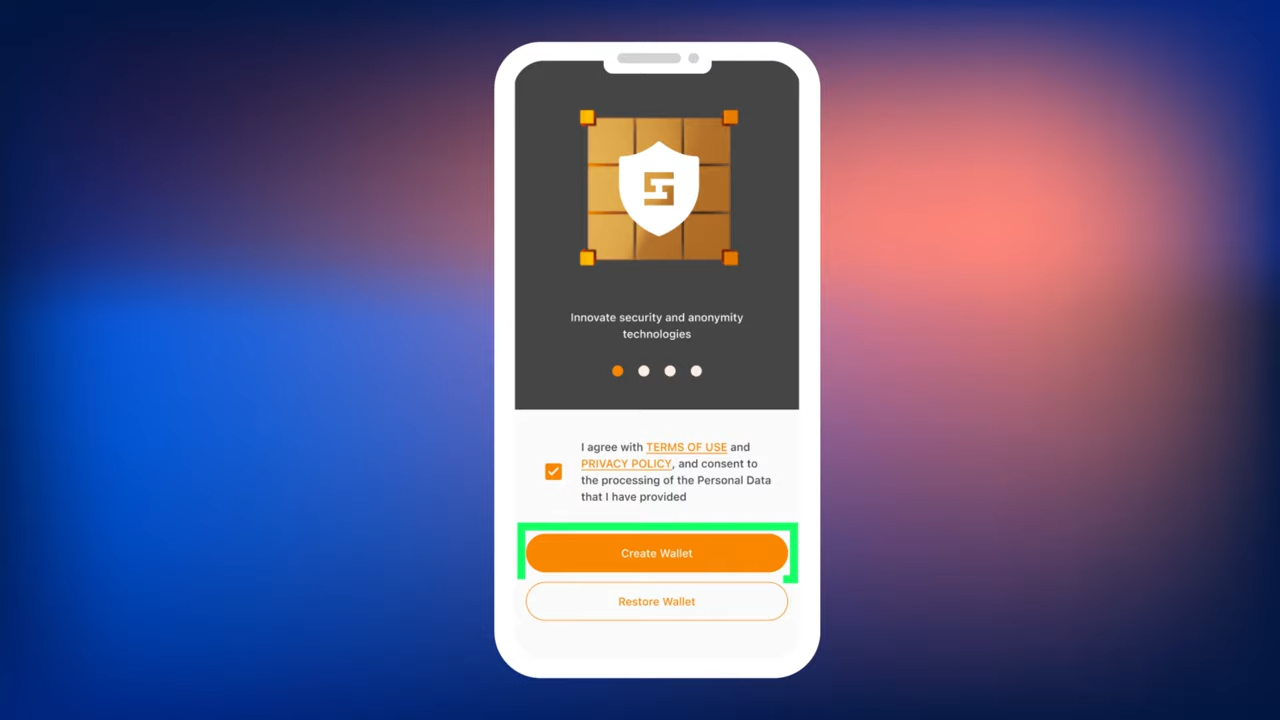 Innovate security and anonymity
technologies
I agree with TERMS OF USE and
PRIVACY POLICY, and consent to
the processing of the Personal Data
that I have provided
Create Wallet
Restore Wallet